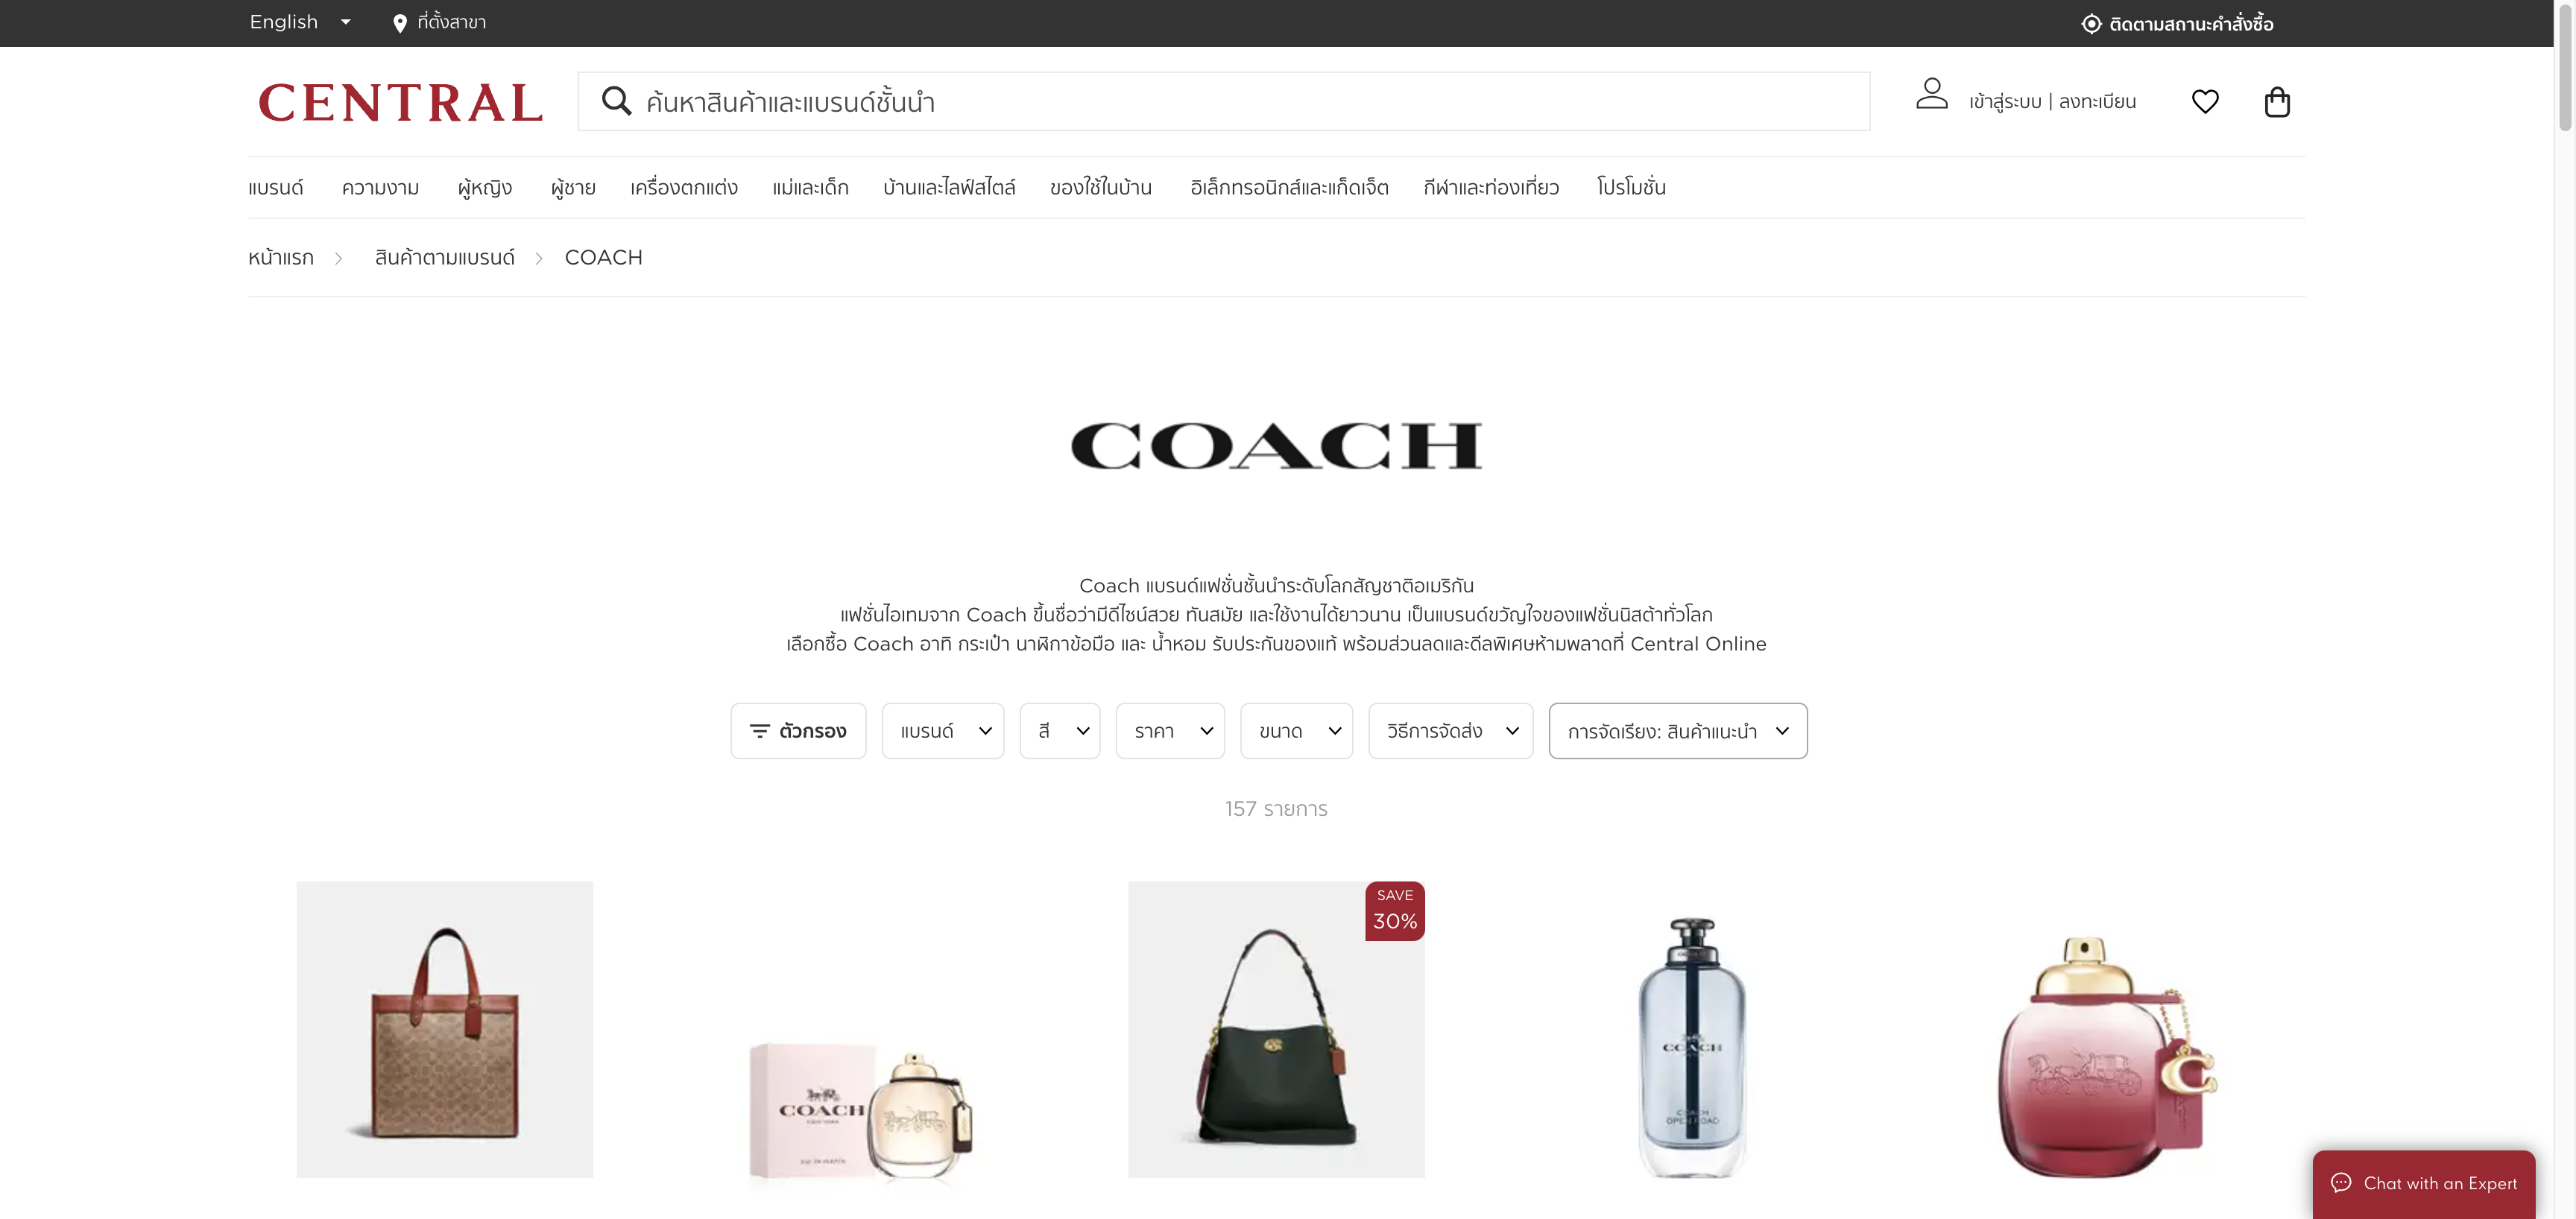 English
ที่ตั้งสาขา
ติดตามสถานะคำสั่งซื้อ
CENTRAL
ค้นหาสินค้าและแบรนด์ชั้นนำ
เข้าสู่ระบบ | ลงทะเบียน
แบรนด์ ความงาม ผู้หญิง ผู้ชาย เครื่องตกแต่ง แม่และเด็ก บ้านและไลฟ์สไตล์ ของใช้ในบ้าน อิเล็กทรอนิกส์และแก็ดเจ็ต กีฬาและท่องเที่ยว โปรโมชั่น
หน้าแรก สินค้าตามแบรนด์ COACH
COACH
Coach แบรนด์แฟชั่นชั้นนำระดับโลกสัญชาติอเมริกัน
แฟชั่นไอเทมจาก Coach ขึ้นชื่อว่ามีดีไซน์สวย ทันสมัย และใช้งานได้ยาวนาน เป็นแบรนด์ขวัญใจของแฟชั่นนิสต้าทั่วโลก
เลือกซื้อ Coach อาทิ กระเป๋า นาฬิกาข้อมือ และ น้ำหอม รับประกันของแท้ พร้อมส่วนลดและดีลพิเศษห้ามพลาดที่ Central Online
ตัวกรอง แบรนด์ สี ราคา ขนาด วิธีการจัดส่ง การจัดเรียง: สินค้าแนะนำ
157 รายการ
SAVE
30%
COACH
COACH
COACH
OPEN ROAD
Chat with an Expert